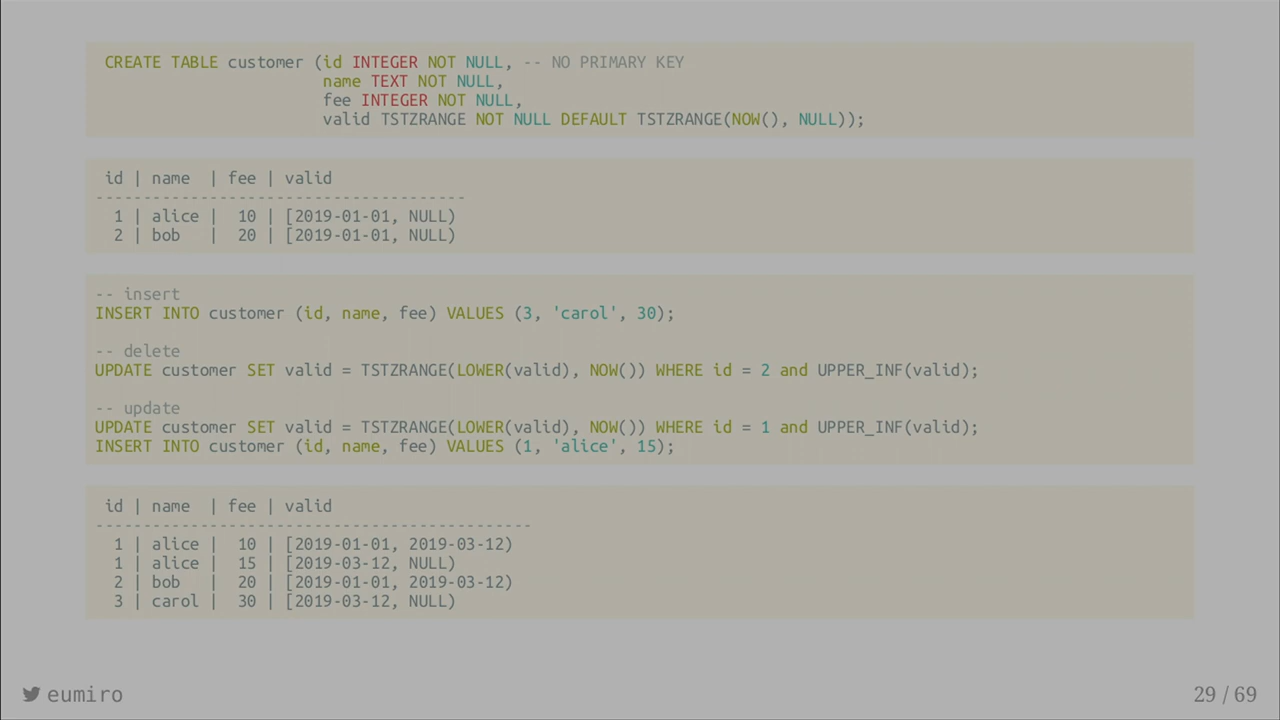 CREATE TABLE customer (id INTEGER NOT NULL, -- NO PRIMARY KEY
name TEXT NOT NULL,
fee INTEGER NOT NULL,
valid TSTZRANGE NOT NULL DEFAULT TSTZRANGE(NOW(), NULL));
id | name  | fee | valid
---------------------------------------
1 | alice |  10 | [2019-01-01, NULL)
2 | bob   |  20 | [2019-01-01, NULL)
-- insert
INSERT INTO customer (id, name, fee) VALUES (3, 'carol', 30);
-- delete
UPDATE customer SET valid = TSTZRANGE(LOWER(valid), NOW()) WHERE id = 2 and UPPER_INF(valid);
-- update
UPDATE customer SET valid = TSTZRANGE(LOWER(valid), NOW()) WHERE id = 1 and UPPER_INF(valid);
INSERT INTO customer (id, name, fee) VALUES (1, 'alice', 15);
id | name  | fee | valid
----------------------------------------------
1 | alice |  10 | [2019-01-01, 2019-03-12)
1 | alice |  15 | [2019-03-12, NULL)
2 | bob   |  20 | [2019-01-01, 2019-03-12)
3 | carol |  30 | [2019-03-12, NULL)
eumiro
29 / 69